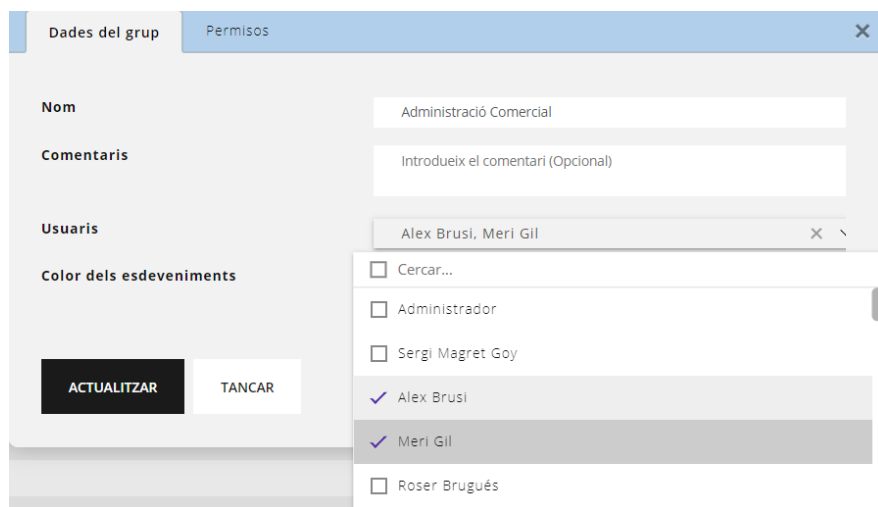 Dades del grup
Permisos
Nom
Administració Comercial
Comentaris
Introdueix el comentari (Opcional)
Usuaris
Alex Brusi, Meri Gil
Color dels esdeveniments
Cercar...
Administrador
Sergi Magret Goy
Alex Brusi
Meri Gil
Roser Brugués
ACTUALITZAR
TANCAR